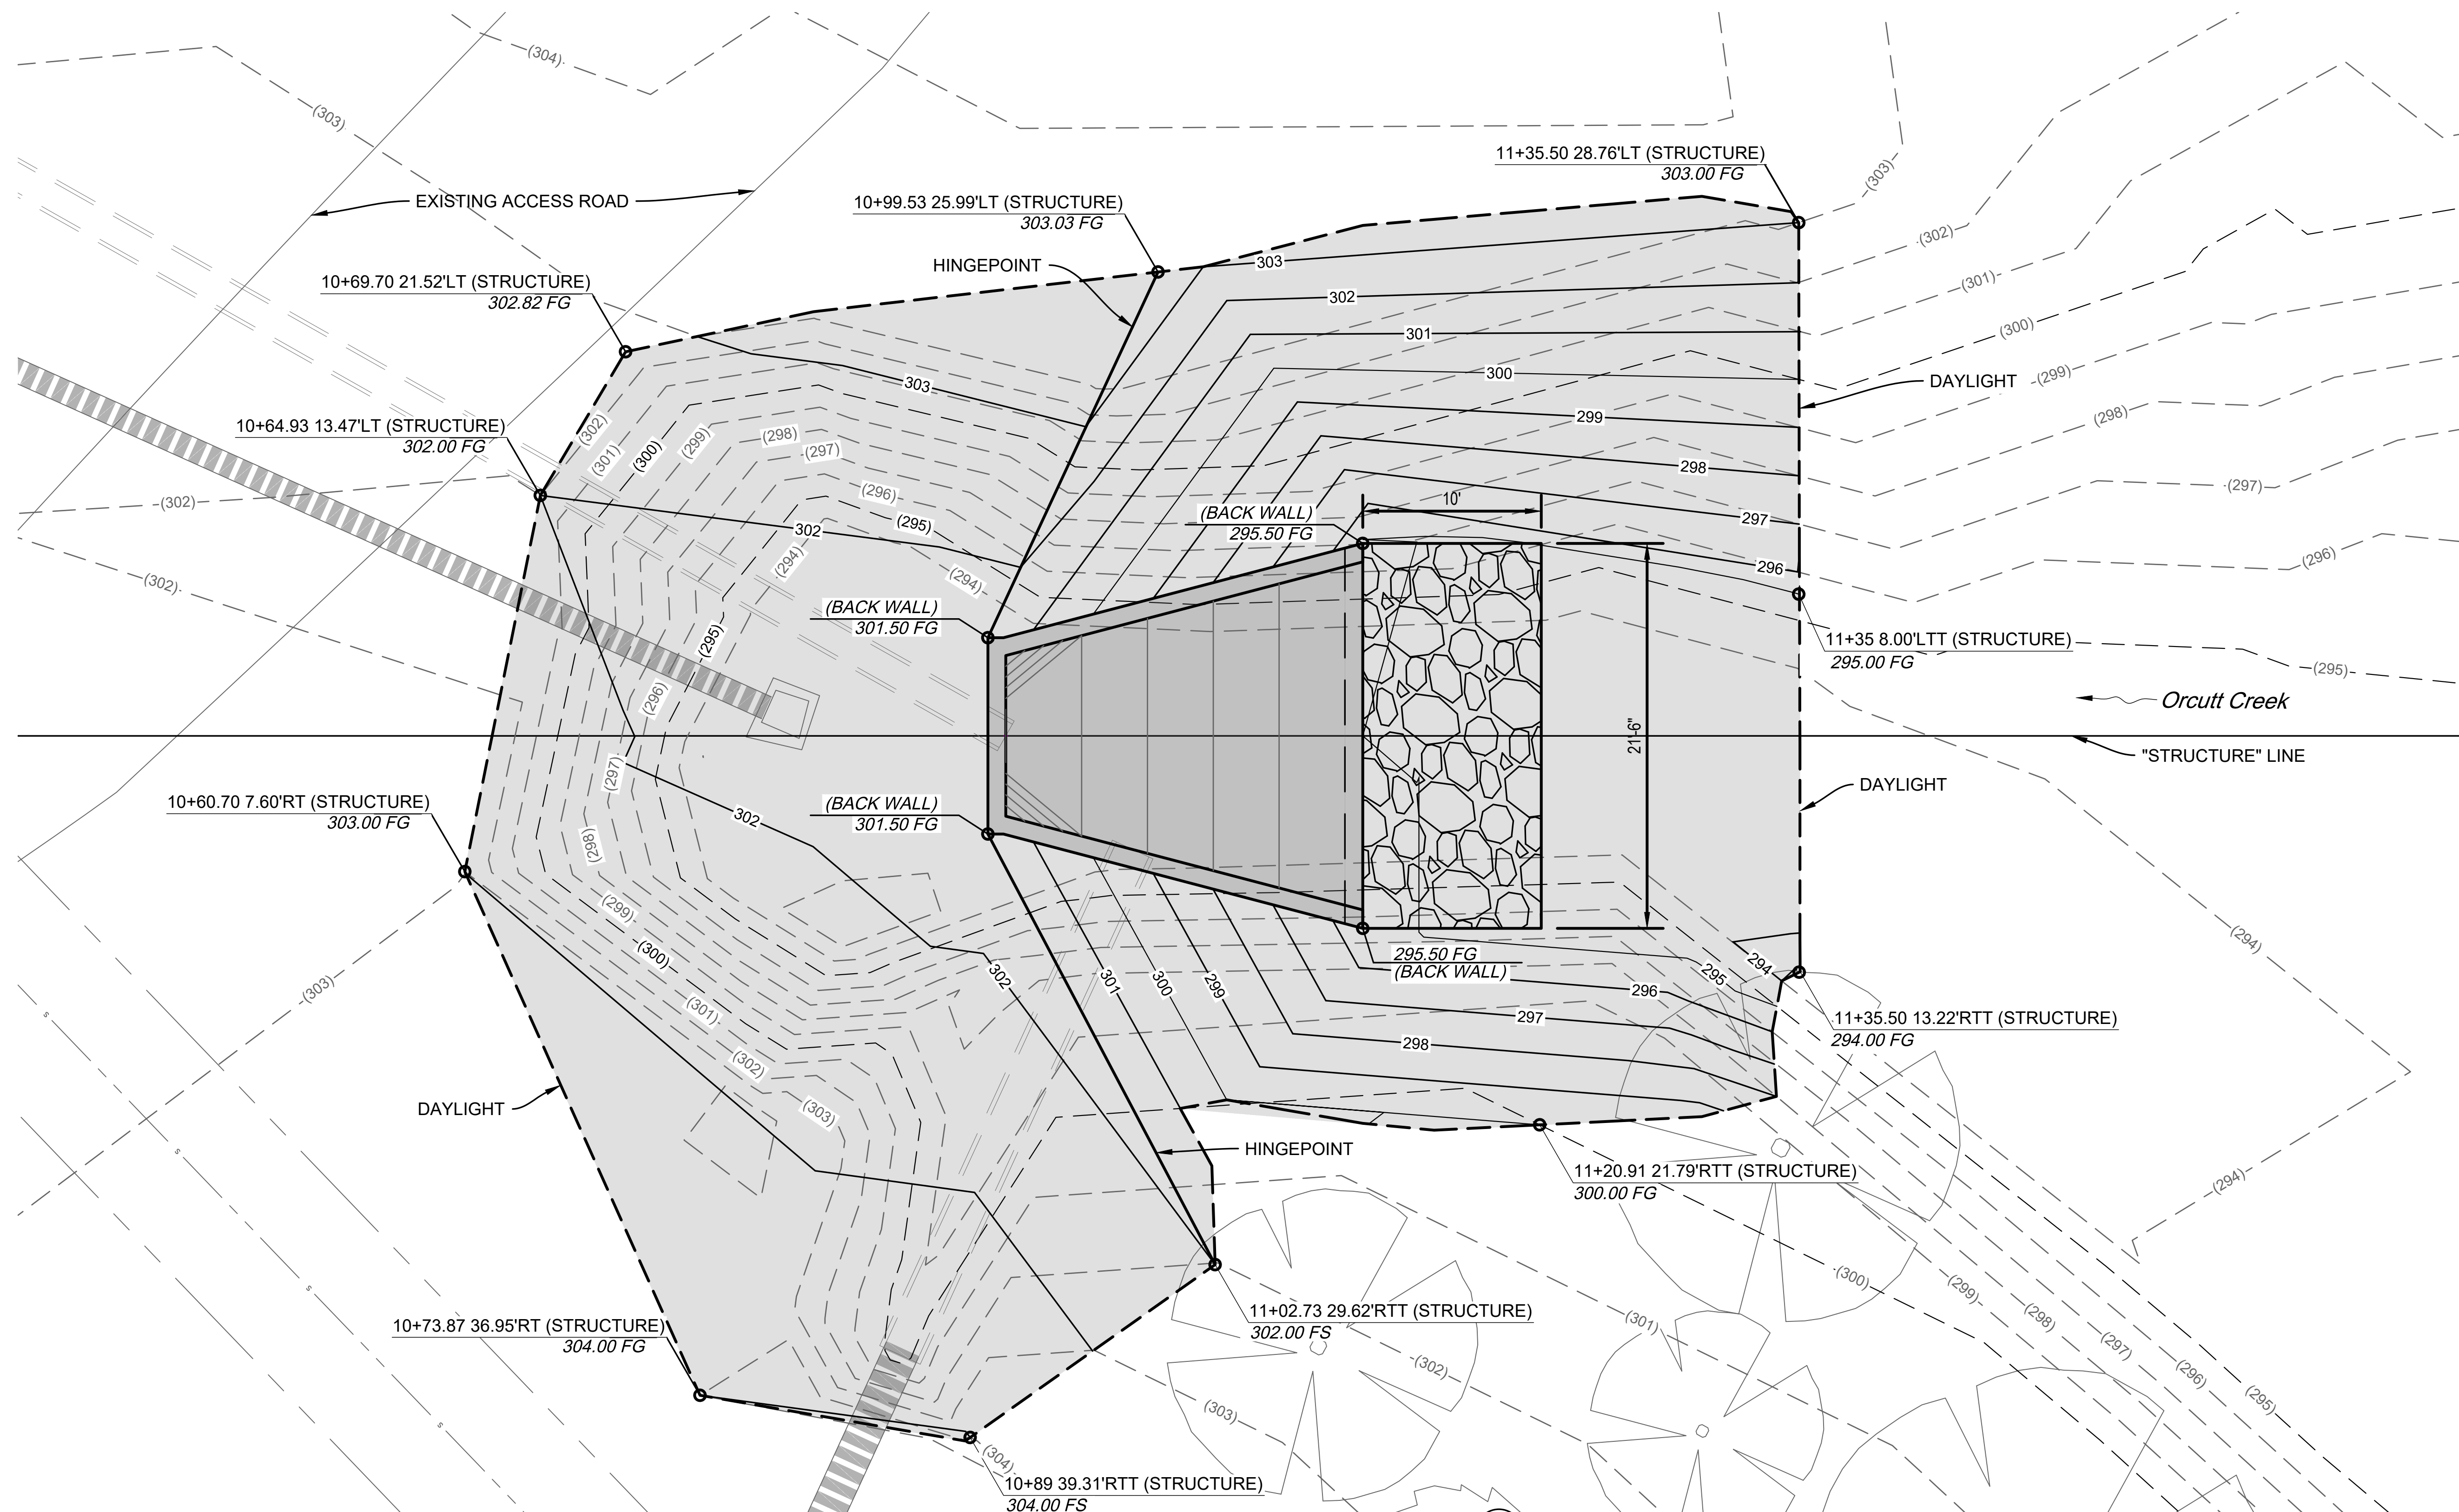 (304)
(303)
11+35.50 28.76'LT (STRUCTURE)
303.00 FG
(303)
EXISTING ACCESS ROAD
10+99.53 25.99'LT (STRUCTURE)
303.03 FG
(302)
HINGEPOINT
303
(301)
10+69.70 21.52'LT (STRUCTURE)
302.82 FG
302
(300)
301
303
300
DAYLIGHT
(299)
10+64.93 13.47'LT (STRUCTURE)
302.00 FG
(302)
(301)
(300)
(299)
(298)
(297)
299
(298)
298
(297)
(302)
(296)
(295)
302
10'
(BACK WALL)
295.50 FG
297
(294)
(294)
296
(296)
(302)
(BACK WALL)
301.50 FG
(295)
11+35 8.00'LTT (STRUCTURE)
295.00 FG
(295)
(296)
Orcutt Creek
21'-6"
"STRUCTURE" LINE
(297)
DAYLIGHT
10+60.70 7.60'RT (STRUCTURE)
303.00 FG
302
(BACK WALL)
301.50 FG
(298)
(299)
(300)
(303)
302
301
300
299
295.50 FG
(BACK WALL)
295
294
296
(294)
(301)
297
11+35.50 13.22'RTT (STRUCTURE)
294.00 FG
298
(302)
(303)
DAYLIGHT
HINGEPOINT
11+20.91 21.79'RTT (STRUCTURE)
300.00 FG
(294)
(300)
(299)
(298)
(297)
(296)
(295)
10+73.87 36.95'RT (STRUCTURE)
304.00 FG
11+02.73 29.62'RTT (STRUCTURE)
302.00 FS
(301)
(302)
(303)
(304)
10+89 39.31'RTT (STRUCTURE)
304.00 FS
s
s
s
s